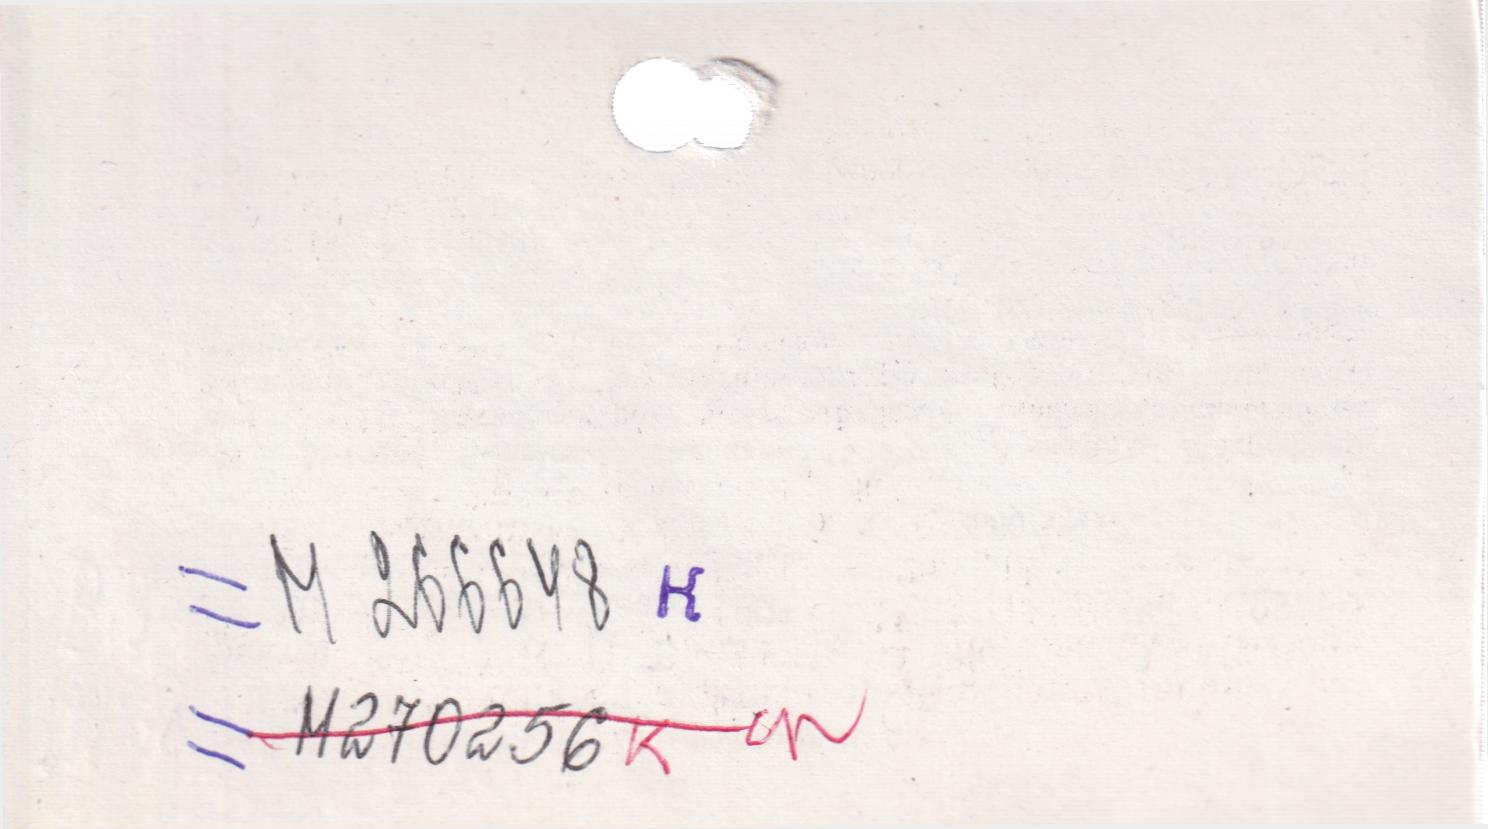 = М 266648 к
= М270256 к